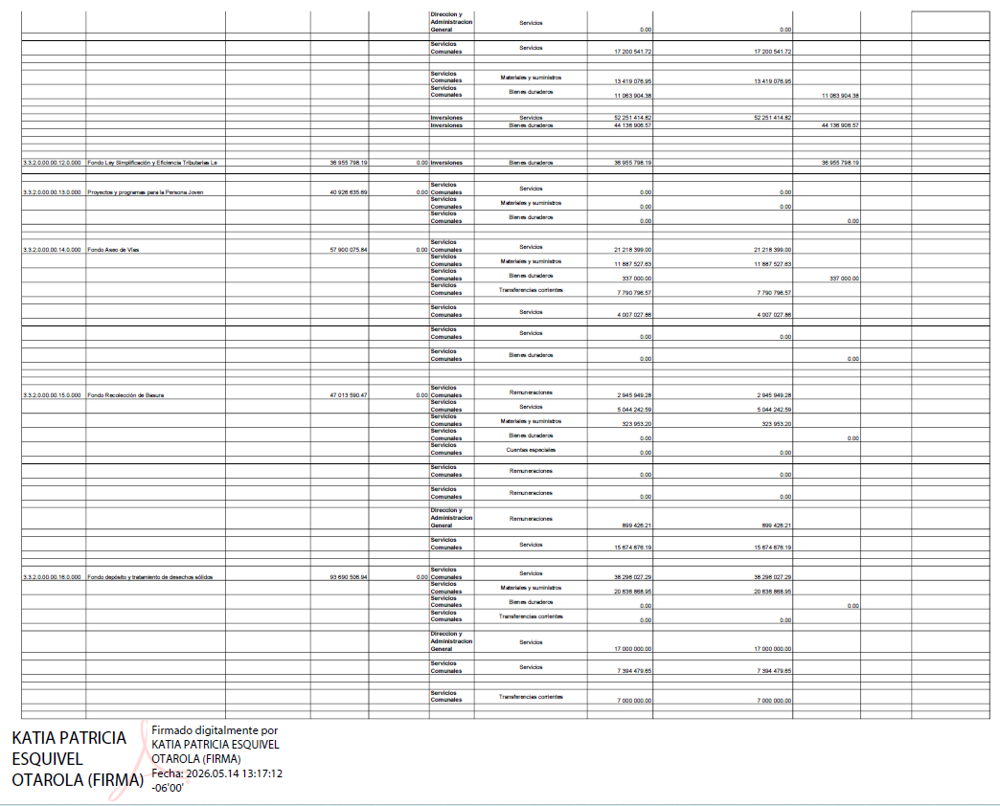 Direccion y
Administracion
General Servicios 0.00 0.00
Servicios
Comunales Servicios 17 200 541.72 17 200 541.72
Servicios
Comunales Materiales y suministros 13 419 076.95 13 419 076.95
Servicios
Comunales Bienes duraderos 11 063 904.38 11 063 904.38
Inversiones Servicios 52 251 414.82 52 251 414.82
Inversiones Bienes duraderos 44 136 906.57 44 136 906.57
3.3.2.0.00.00.12.0.000 Fondo Ley Simplificación y Eficiencia Tributarias Le 36 955 798.19 0.00 Inversiones Bienes duraderos 36 955 798.19 36 955 798.19
Servicios
3.3.2.0.00.00.13.0.000 Proyectos y programas para la Persona Joven 40 926 635.69 0.00 Comunales Servicios 0.00 0.00
Servicios
Comunales Materiales y suministros 0.00 0.00
Servicios
Comunales Bienes duraderos 0.00 0.00
Servicios
3.3.2.0.00.00.14.0.000 Fondo Aseo de Vías 57 900 075.84 0.00 Comunales Servicios 21 218 399.00 21 218 399.00
Servicios
Comunales Materiales y suministros 11 887 527.63 11 887 527.63
Servicios
Comunales Bienes duraderos 337 000.00 337 000.00
Servicios
Comunales Transferencias corrientes 7 790 796.57 7 790 796.57
Servicios
Comunales Servicios 4 007 027.86 4 007 027.86
Servicios
Comunales Servicios 0.00 0.00
Servicios
Comunales Bienes duraderos 0.00 0.00
Servicios
3.3.2.0.00.00.15.0.000 Fondo Recolección de Basura 47 013 590.47 0.00 Comunales Remuneraciones 2 945 949.28 2 945 949.28
Servicios
Comunales Servicios 5 044 242.59 5 044 242.59
Servicios
Comunales Materiales y suministros 323 953.20 323 953.20
Servicios
Comunales Bienes duraderos 0.00 0.00
Servicios
Comunales Cuentas especiales 0.00 0.00
Servicios
Comunales Remuneraciones 0.00 0.00
Servicios
Comunales Remuneraciones 0.00 0.00
Direccion y
Administracion
General Remuneraciones 899 426.21 899 426.21
Servicios
Comunales Servicios 15 674 676.19 15 674 676.19
Servicios
3.3.2.0.00.00.16.0.000 Fondo depósito y tratamiento de desechos sólidos 93 690 506.94 0.00 Comunales Servicios 38 298 027.29 38 298 027.29
Servicios
Comunales Materiales y suministros 20 638 868.95 20 638 868.95
Servicios
Comunales Bienes duraderos 0.00 0.00
Servicios
Comunales Transferencias corrientes 0.00 0.00
Direccion y
Administracion
General Servicios 17 000 000.00 17 000 000.00
Servicios
Comunales Servicios 7 394 479.65 7 394 479.65
Servicios
Comunales Transferencias corrientes 7 000 000.00 7 000 000.00
KATIA PATRICIA
ESQUIVEL
OTAROLA (FIRMA)
Firmado digitalmente por
KATIA PATRICIA ESQUIVEL
OTAROLA (FIRMA)
Fecha: 2026.05.14 13:17:12
-06'00'